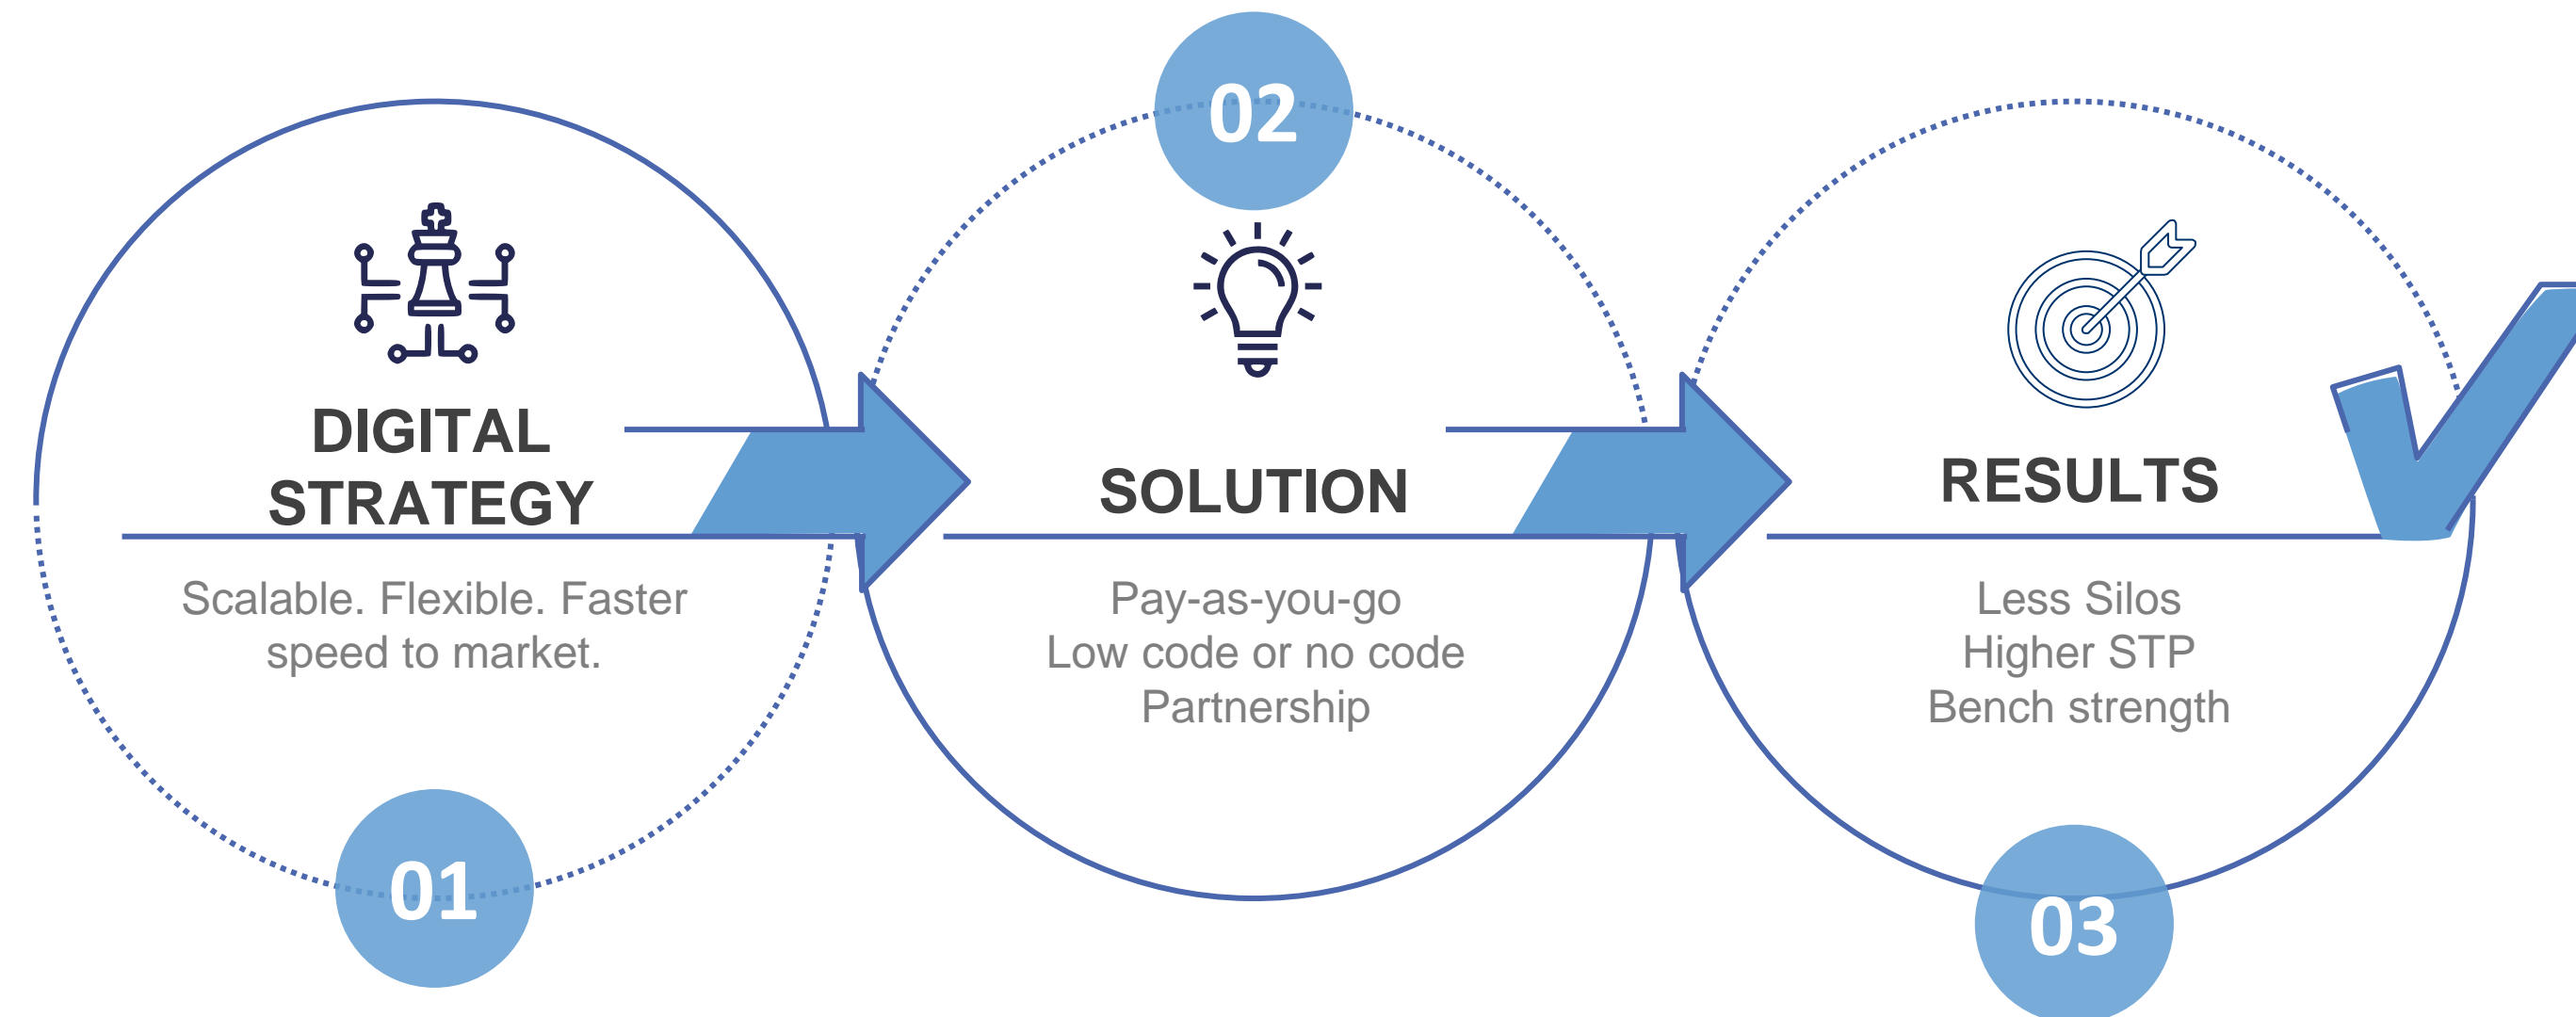 DIGITAL
STRATEGY
Scalable. Flexible. Faster
speed to market.
01
02
SOLUTION
Pay-as-you-go
Low code or no code
Partnership
RESULTS
Less Silos
Higher STP
Bench strength
03